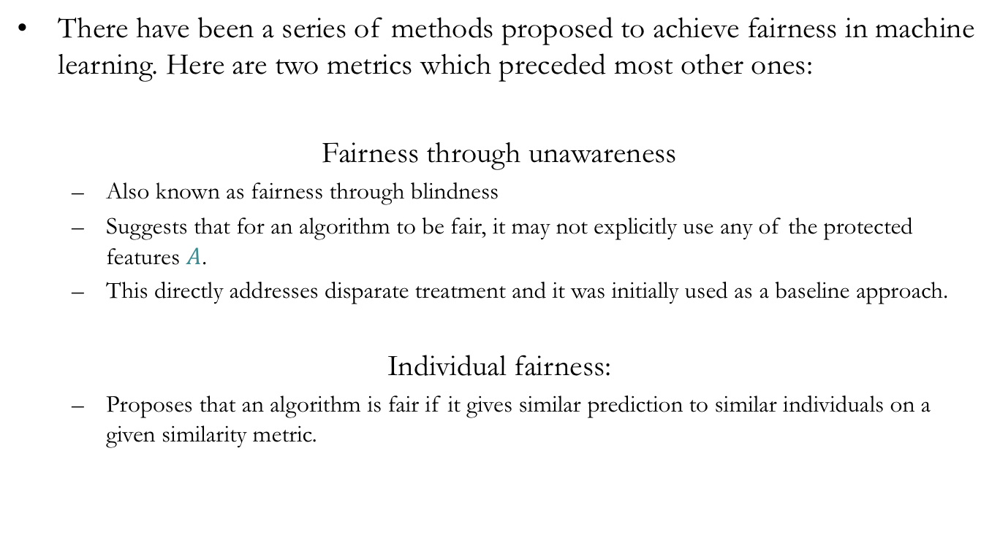 • There have been a series of methods proposed to achieve fairness in machine
learning. Here are two metrics which preceded most other ones:
Fairness through unawareness
– Also known as fairness through blindness
– Suggests that for an algorithm to be fair, it may not explicitly use any of the protected
features A.
– This directly addresses disparate treatment and it was initially used as a baseline approach.
Individual fairness:
– Proposes that an algorithm is fair if it gives similar prediction to similar individuals on a
given similarity metric.